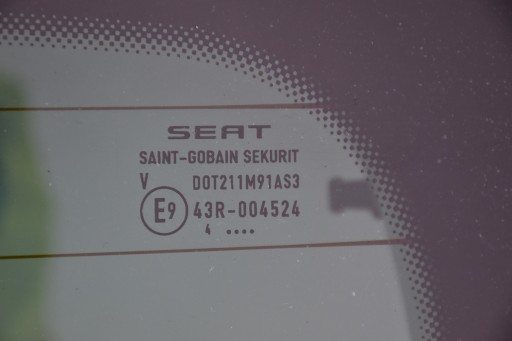 SEAT
SAINT-GOBAIN SEKURIT
V DOT211M91AS3
E9 43R-004524
4 ••••